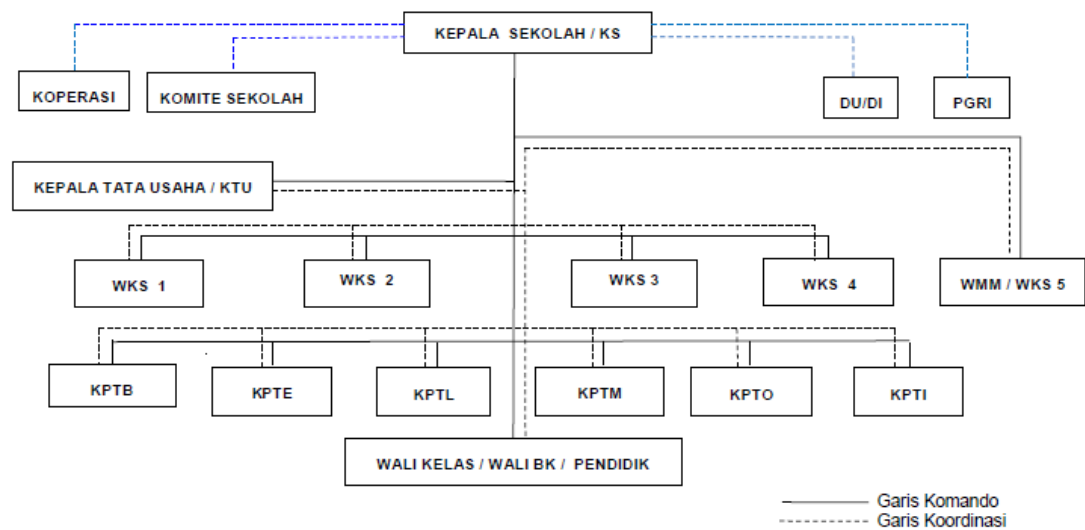 KEPALA SEKOLAH / KS
KOPERASI
KOMITE SEKOLAH
DU/DI
PGRI
KEPALA TATA USAHA / KTU
WKS 1
WKS 2
WKS 3
WKS 4
WMM / WKS 5
KPTB
KPTE
KPTL
KPTM
KPTO
KPTI
WALI KELAS / WALI BK / PENDIDIK
Garis Komando
Garis Koordinasi